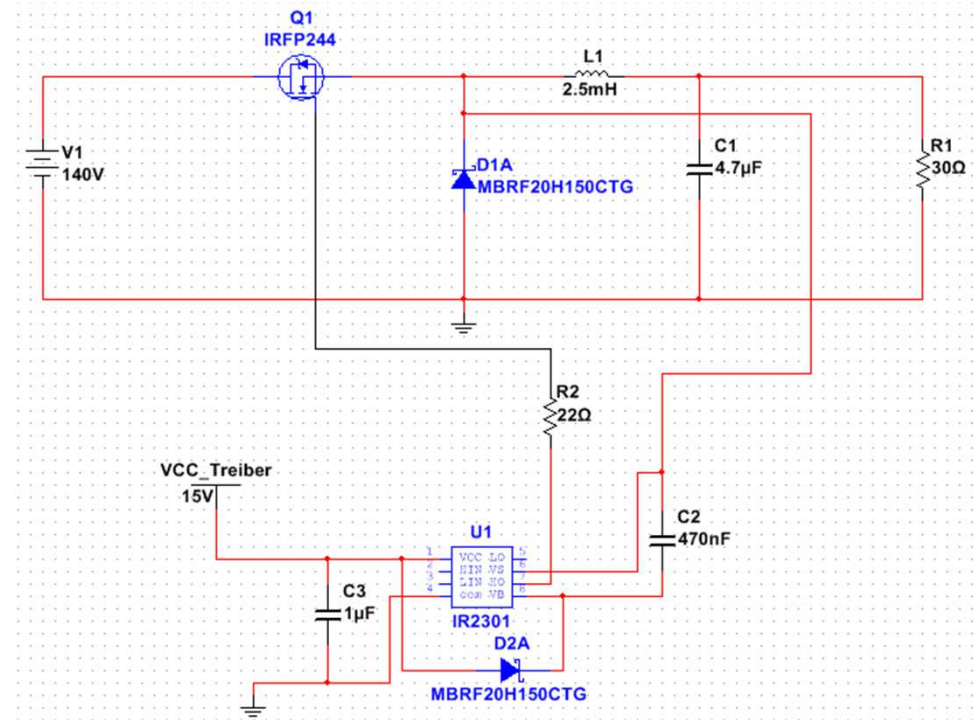 Q1
IRFP244
L1
2.5mH
V1
140V
D1A
MBRF20H150CTG
C1
4.7µF
R1
30Ω
R2
22Ω
VCC_Treiber
15V
C2
470nF
U1
1 VCC LO 5
2 HIN VS 6
3 LIN HO 7
4 COM VB 8
IR2301
C3
1µF
D2A
MBRF20H150CTG